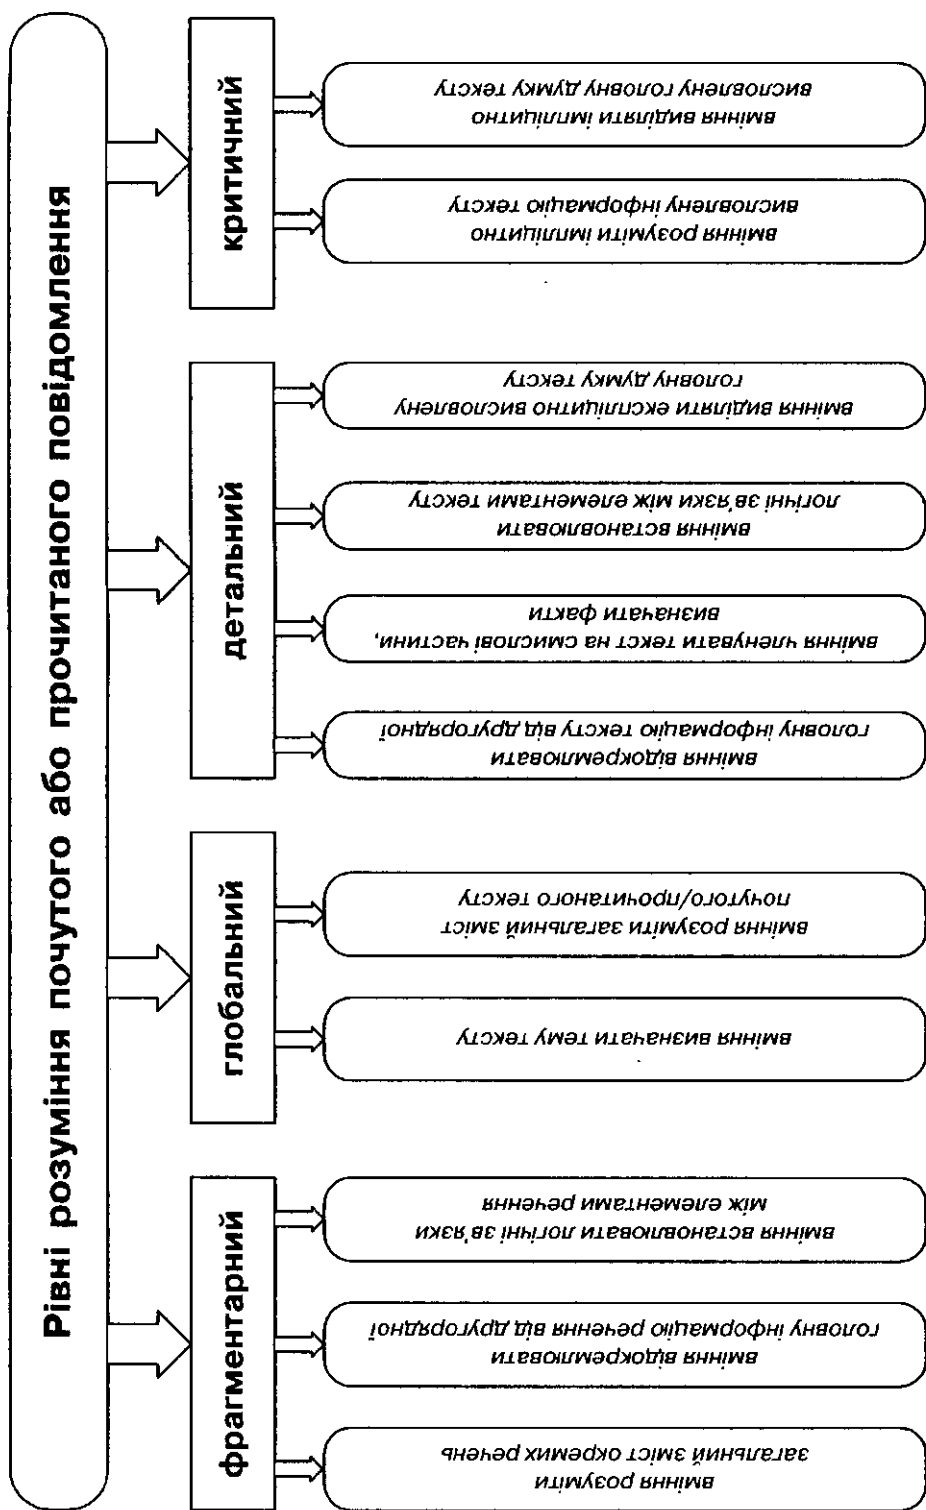 Рівні розуміння почутого або прочитаного повідомлення
фрагментарний
вміння розуміти
загальний зміст окремих речень
вміння відокремлювати
головну інформацію речення від другорядної
вміння встановлювати логічні зв'язки
між елементами речення
глобальний
вміння визначати тему тексту
вміння розуміти загальний зміст
почутого/прочитаного тексту
детальний
вміння відокремлювати
головну інформацію тексту від другорядної
вміння членувати текст на смислові частини,
визначати факти
вміння встановлювати
логічні зв'язки між елементами тексту
вміння виділяти експліцитно висловлену
головну думку тексту
критичний
вміння розуміти імпліцитно
висловлену інформацію тексту
вміння виділяти імпліцитно
висловлену головну думку тексту